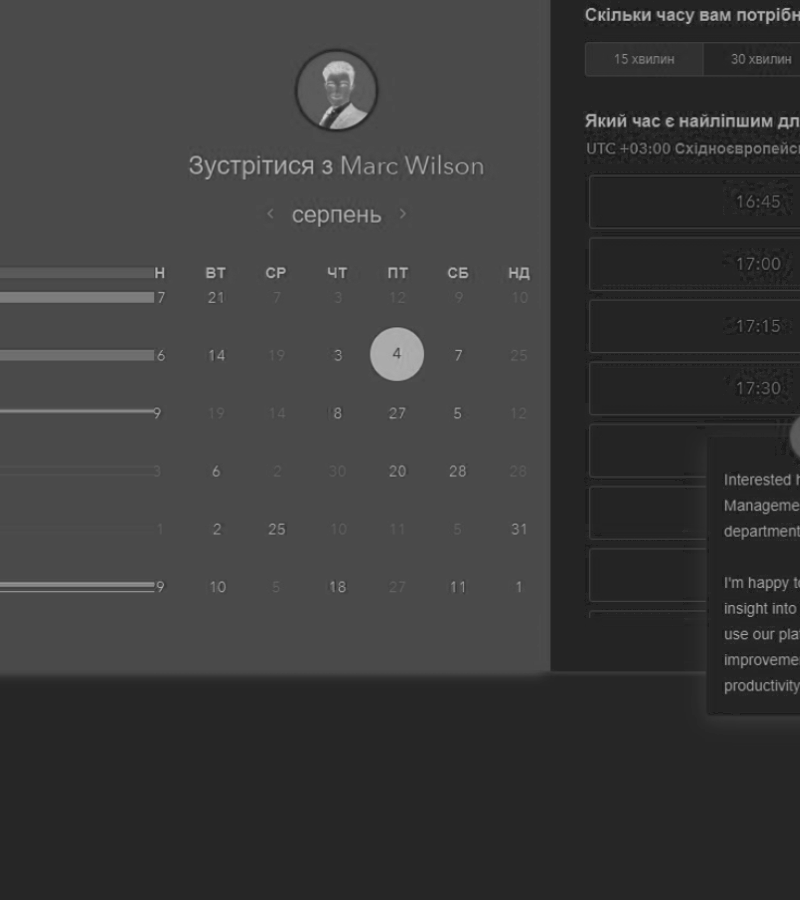 Зустрітися з Marc Wilson
‹ серпень ›
Н ВТ СР ЧТ ПТ СБ НД
7 21 7 3 12 9 10
6 14 19 3 4 7 25
9 19 14 8 27 5 12
3 6 2 30 20 28 28
1 2 25 10 11 5 31
9 10 5 18 27 11 1
Скільки часу вам потрібн
15 хвилин 30 хвилин
Який час є найліпшим дл
UTC +03:00 Східноєвропейсь
16:45
17:00
17:15
17:30
Interested h
Manageme
department
I'm happy to
insight into
use our pla
improvemen
productivity